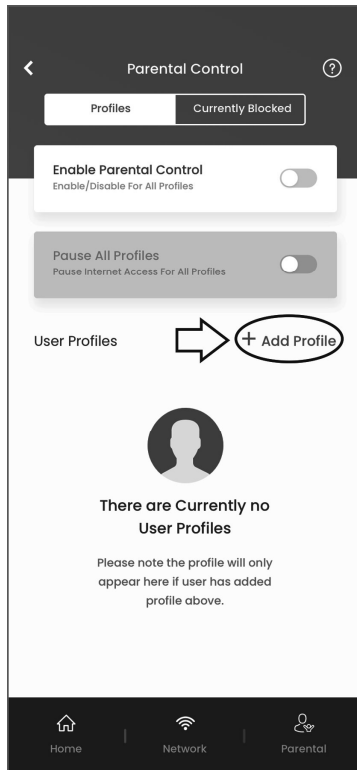 Parental Control
?
Profiles
Currently Blocked
Enable Parental Control
Enable/Disable For All Profiles
Pause All Profiles
Pause Internet Access For All Profiles
User Profiles
+ Add Profile
There are Currently no
User Profiles
Please note the profile will only
appear here if user has added
profile above.
Home
Network
Parental